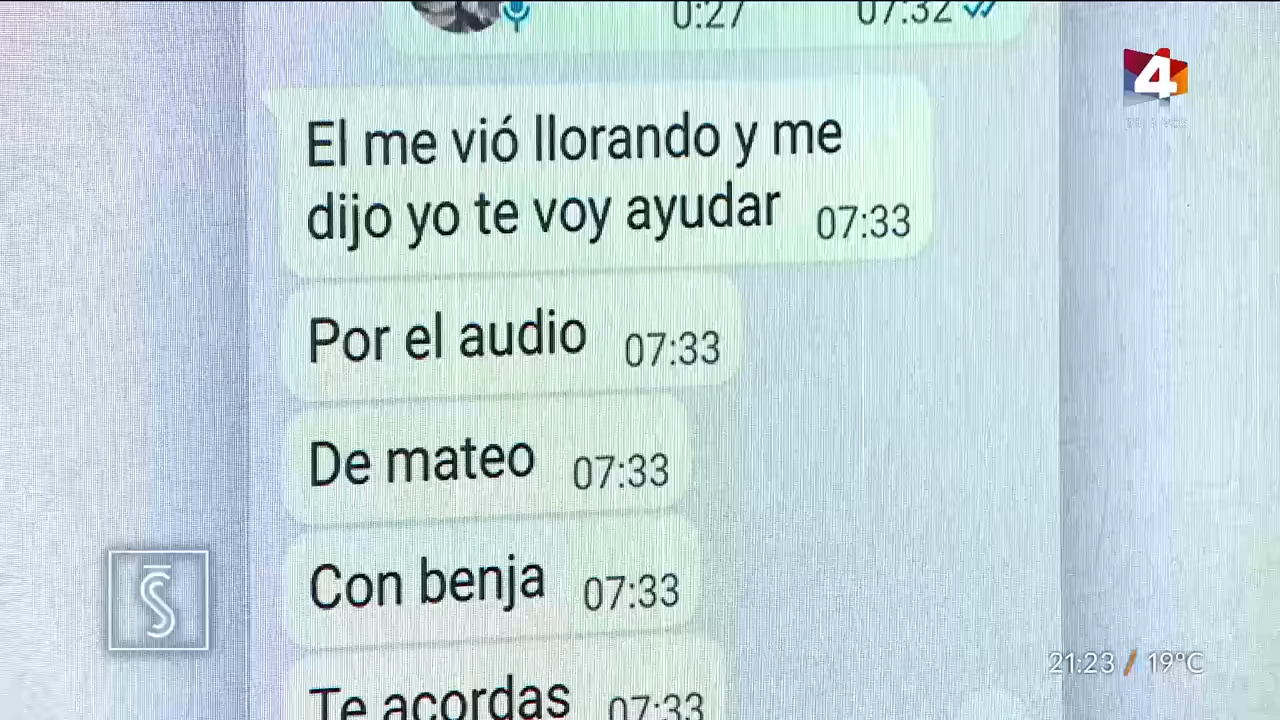 0:27 07:32
4
El me vió llorando y me
dijo yo te voy ayudar 07:33
Por el audio 07:33
De mateo 07:33
Con benja 07:33
Te acordas 07:33
S
21:23 / 19°C